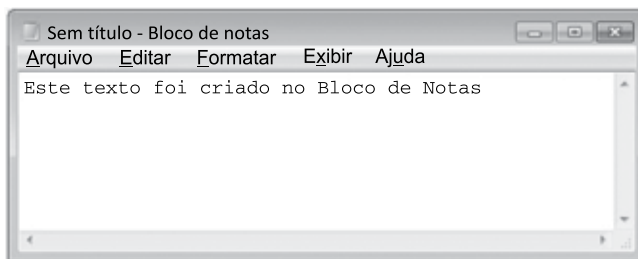 Sem título - Bloco de notas
Arquivo Editar Formatar Exibir Ajuda
Este texto foi criado no Bloco de Notas